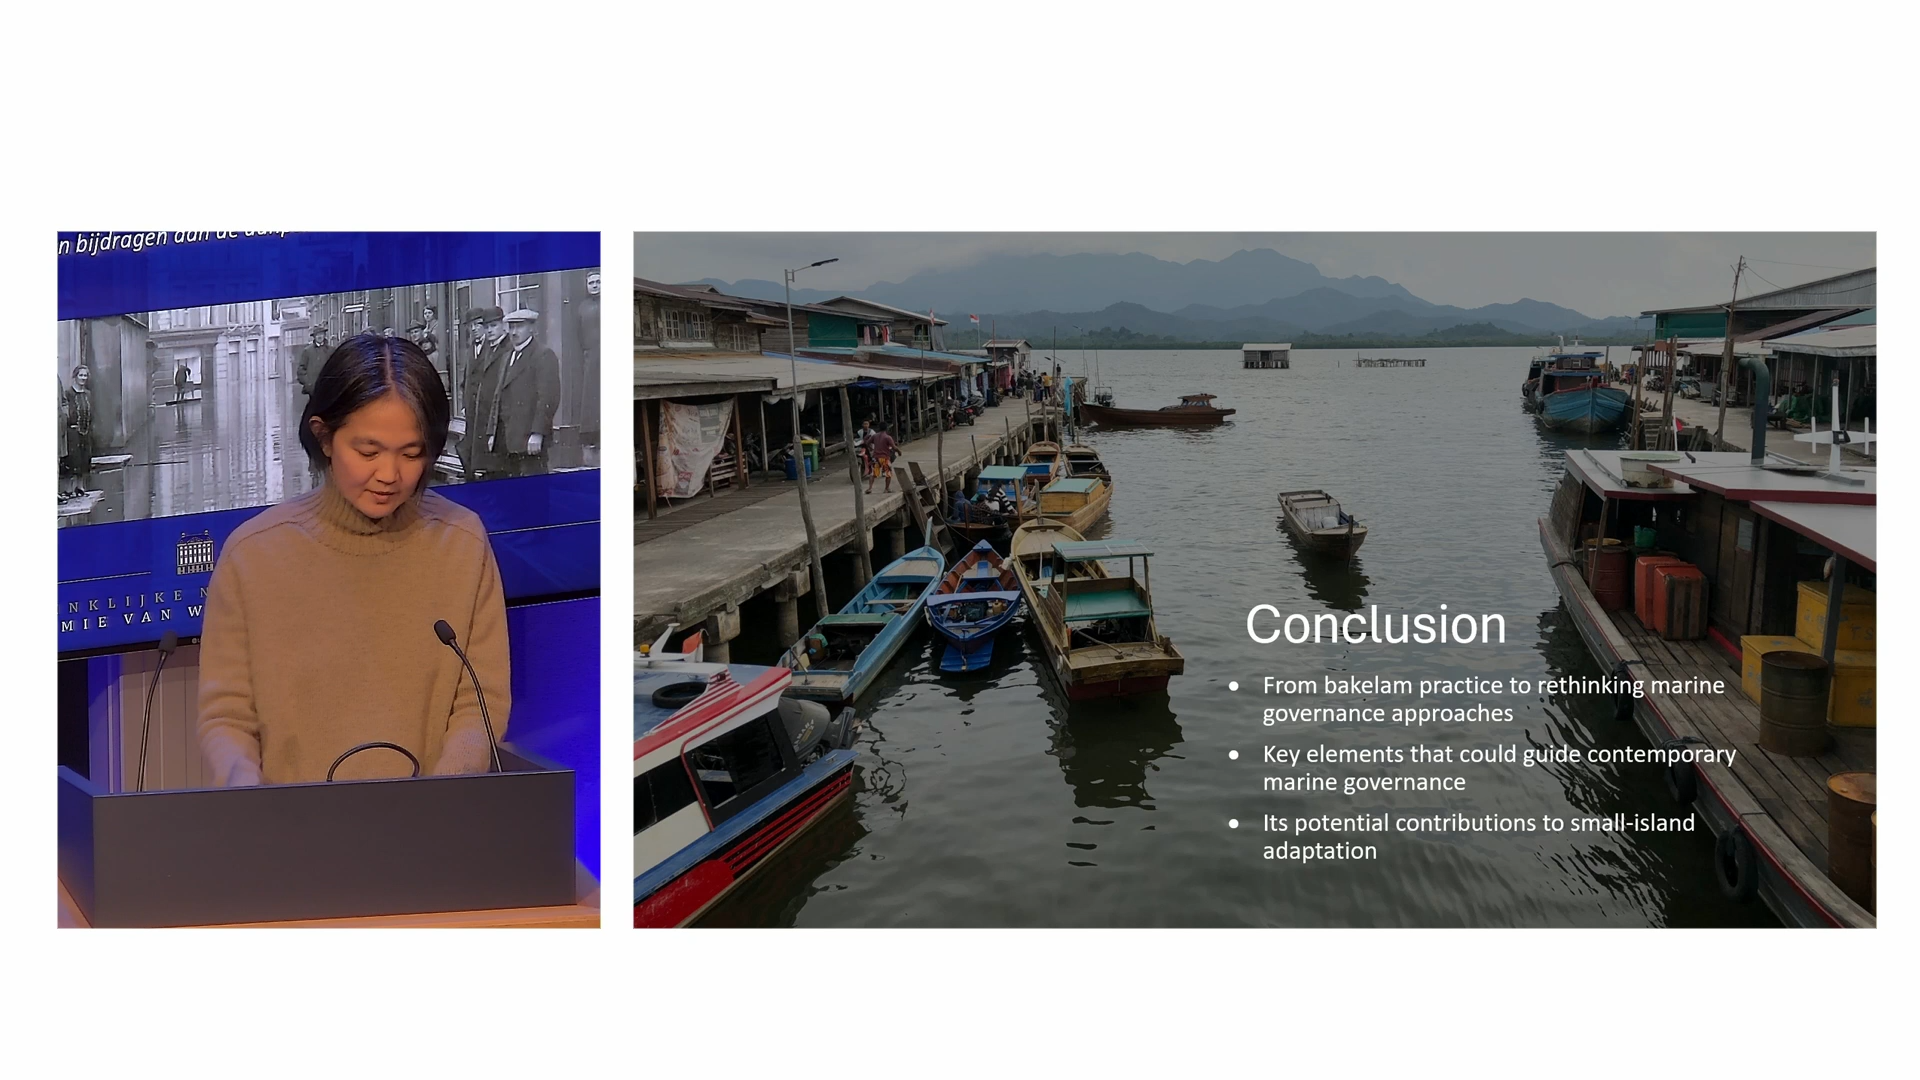 n bijdragen aan de
NKLIJKE N
MIE VAN W
Conclusion
• From bakelam practice to rethinking marine
governance approaches
• Key elements that could guide contemporary
marine governance
• Its potential contributions to small-island
adaptation